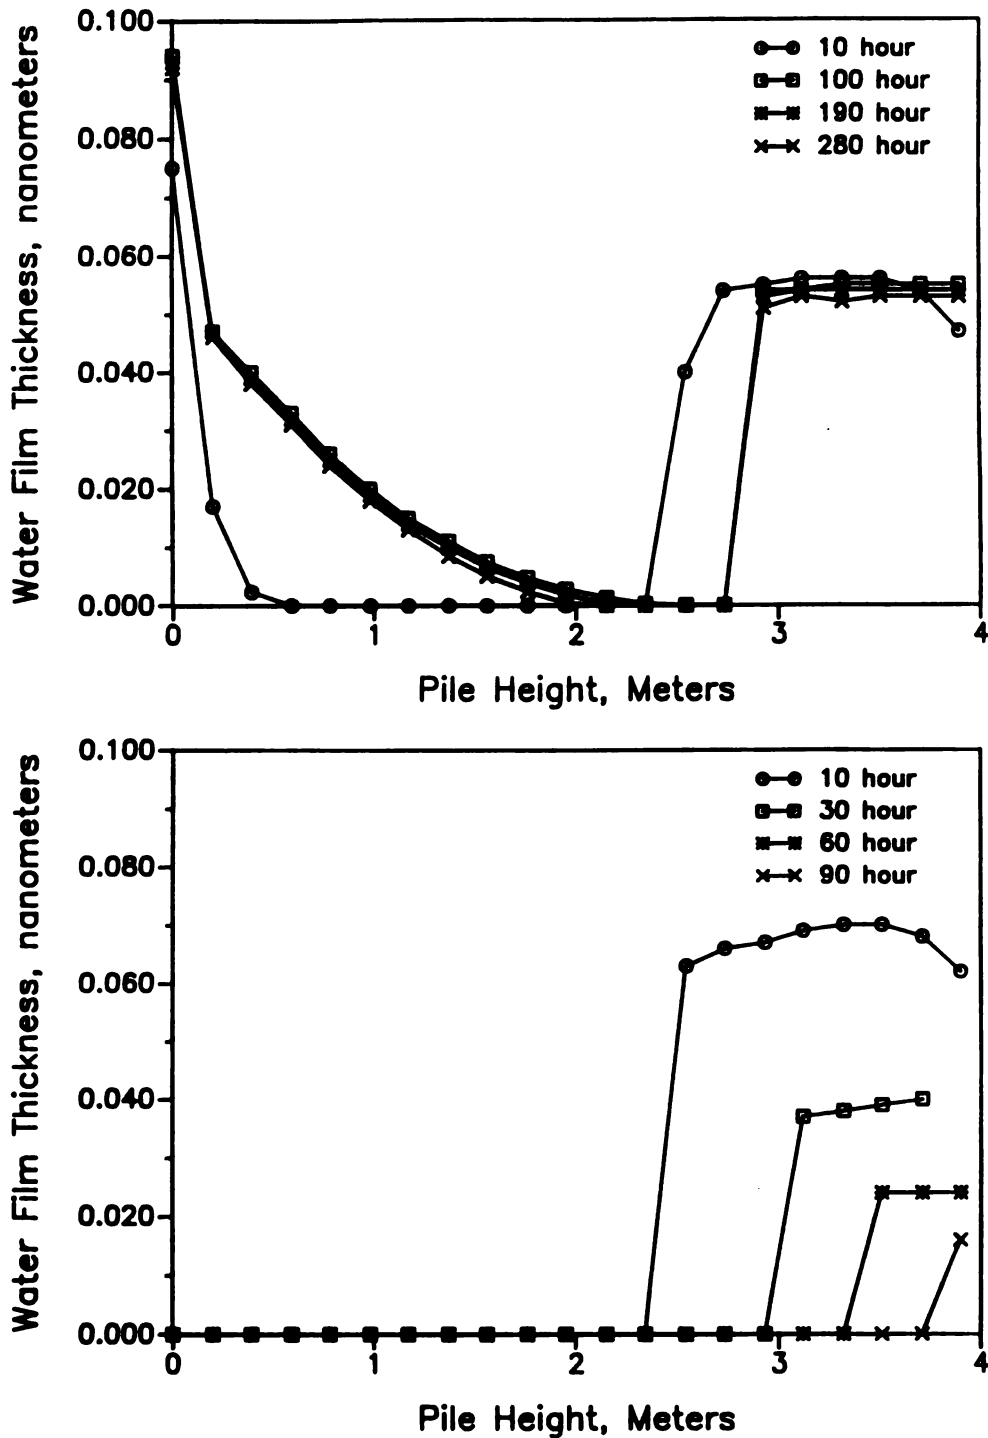 Water Film Thickness, nanometers
0.100
0.080
0.060
0.040
0.020
0.000
0 1 2 3 4
Pile Height, Meters
10 hour
100 hour
190 hour
280 hour
Water Film Thickness, nanometers
0.100
0.080
0.060
0.040
0.020
0.000
0 1 2 3 4
Pile Height, Meters
10 hour
30 hour
60 hour
90 hour